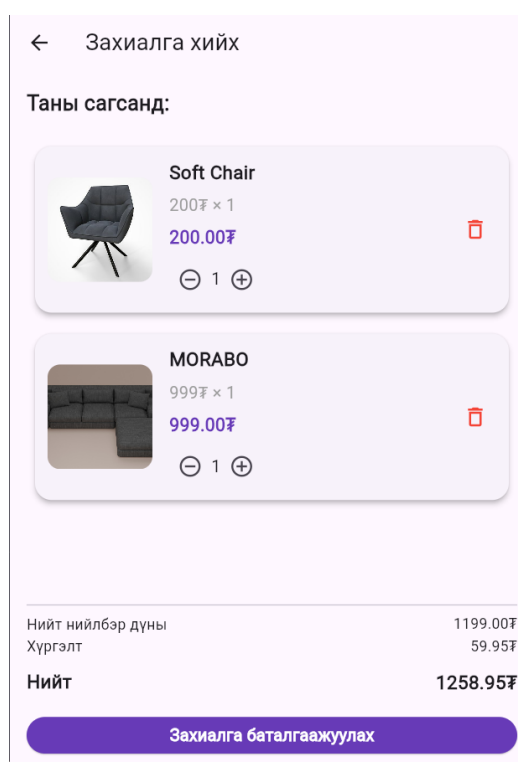 Захиалга хийх
Таны сагсанд:
Soft Chair
200₮ × 1
200.00₮
1
MORABO
999₮ × 1
999.00₮
1
Нийт нийлбэр дүны 1199.00₮
Хүргэлт 59.95₮
Нийт 1258.95₮
Захиалга баталгаажуулах